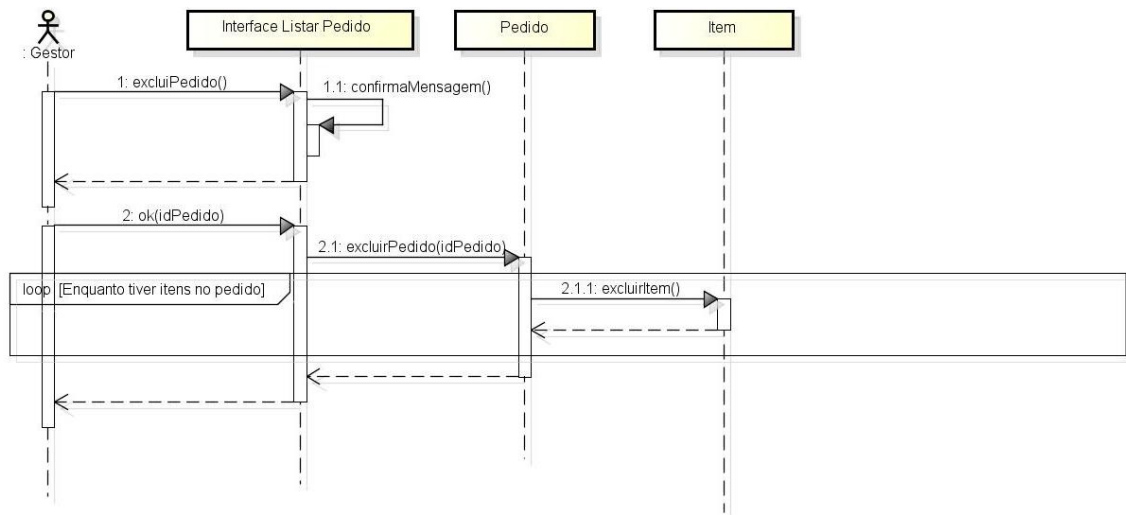 Interface Listar Pedido
Pedido
Item
: Gestor
1: excluiPedido()
1.1: confirmaMensagem()
2: ok(idPedido)
2.1: excluirPedido(idPedido)
loop [Enquanto tiver itens no pedido]
2.1.1: excluirItem()